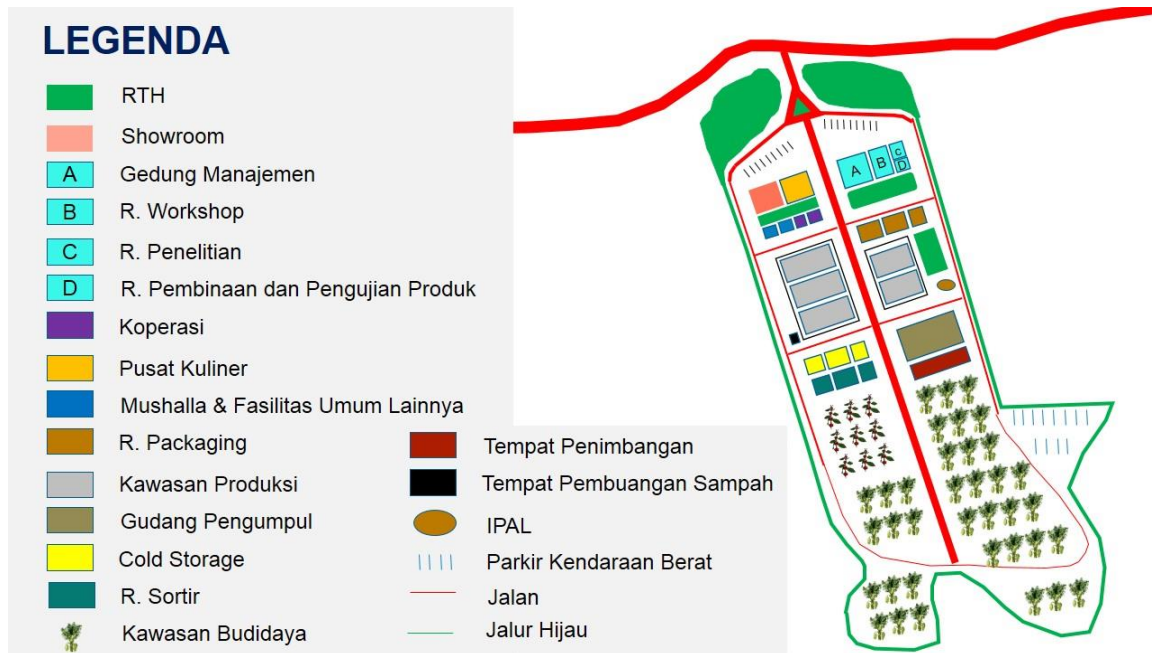 LEGENDA
RTH
Showroom
A Gedung Manajemen
B R. Workshop
C R. Penelitian
D R. Pembinaan dan Pengujian Produk
Koperasi
Pusat Kuliner
Mushalla & Fasilitas Umum Lainnya
R. Packaging
Kawasan Produksi
Gudang Pengumpul
Cold Storage
R. Sortir
Kawasan Budidaya
Tempat Penimbangan
Tempat Pembuangan Sampah
IPAL
Parkir Kendaraan Berat
Jalan
Jalur Hijau
A
B
C
D